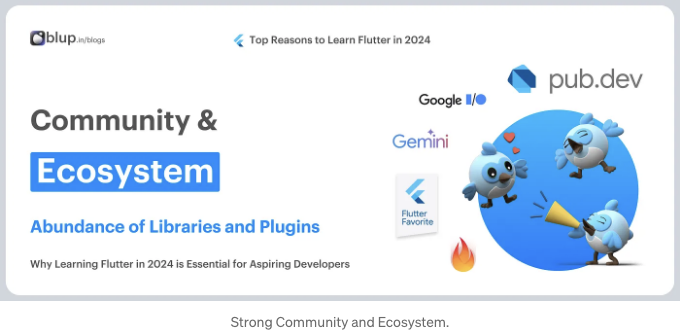 blup.in/blogs
Top Reasons to Learn Flutter in 2024
pub.dev
Google I/O
Community &
Gemini
Ecosystem
Flutter
Favorite
Abundance of Libraries and Plugins
Why Learning Flutter in 2024 is Essential for Aspiring Developers
Strong Community and Ecosystem.